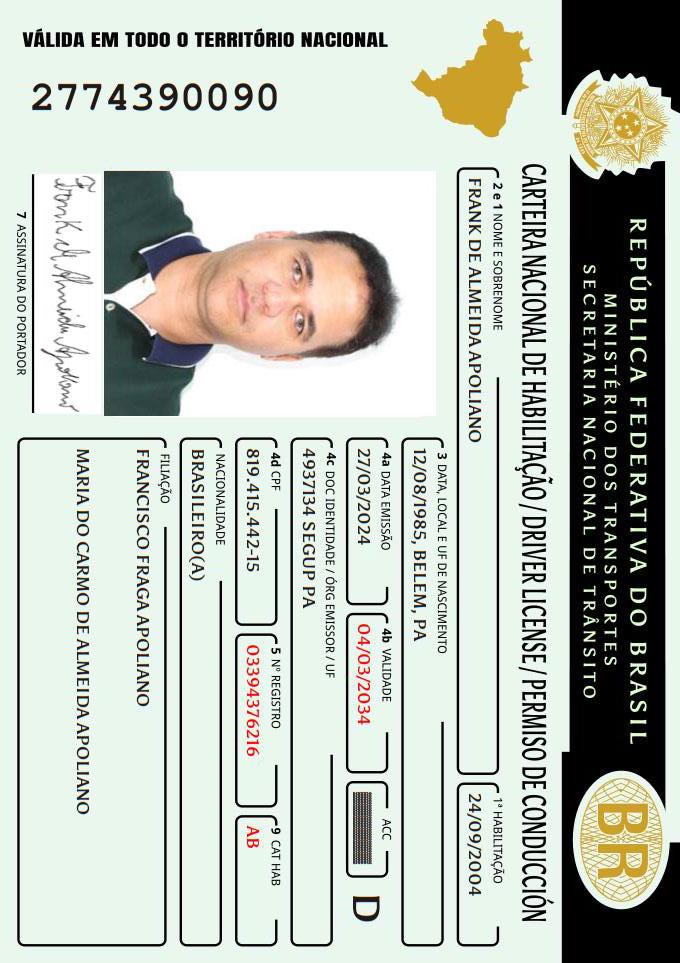 REPÚBLICA FEDERATIVA DO BRASIL
MINISTÉRIO DOS TRANSPORTES
SECRETARIA NACIONAL DE TRÂNSITO
BR
CARTEIRA NACIONAL DE HABILITAÇÃO / DRIVER LICENSE / PERMISO DE CONDUCCIÓN
2 e 1 NOME E SOBRENOME
FRANK DE ALMEIDA APOLIANO
1ª HABILITAÇÃO
24/09/2004
3 DATA, LOCAL E UF DE NASCIMENTO
12/08/1985, BELEM, PA
4a DATA EMISSÃO
27/03/2024
4b VALIDADE
04/03/2034
ACC
D
4c DOC IDENTIDADE / ÓRG EMISSOR / UF
4937134 SEGUP PA
4d CPF
819.415.442-15
5 Nº REGISTRO
03394376216
9 CAT HAB
AB
NACIONALIDADE
BRASILEIRO(A)
FILIAÇÃO
FRANCISCO FRAGA APOLIANO
MARIA DO CARMO DE ALMEIDA APOLIANO
Frank d Almeida Apoliano
7 ASSINATURA DO PORTADOR
VÁLIDA EM TODO O TERRITÓRIO NACIONAL
2774390090